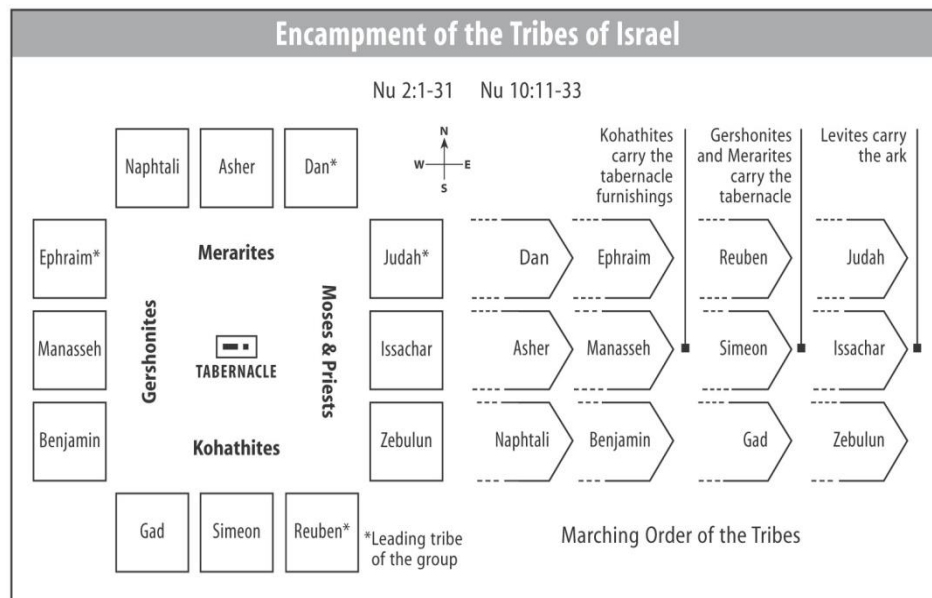 Encampment of the Tribes of Israel
Nu 2:1-31 Nu 10:11-33
Naphtali
Asher
Dan*
N
W
E
S
Ephraim*
Manasseh
Benjamin
Merarites
Gershonites
TABERNACLE
Moses & Priests
Kohathites
Judah*
Issachar
Zebulun
Gad
Simeon
Reuben*
*Leading tribe
of the group
Kohathites
carry the
tabernacle
furnishings
Gershonites
and Merarites
carry the
tabernacle
Levites carry
the ark
Dan
Ephraim
Reuben
Judah
Asher
Manasseh
Simeon
Issachar
Naphtali
Benjamin
Gad
Zebulun
Marching Order of the Tribes